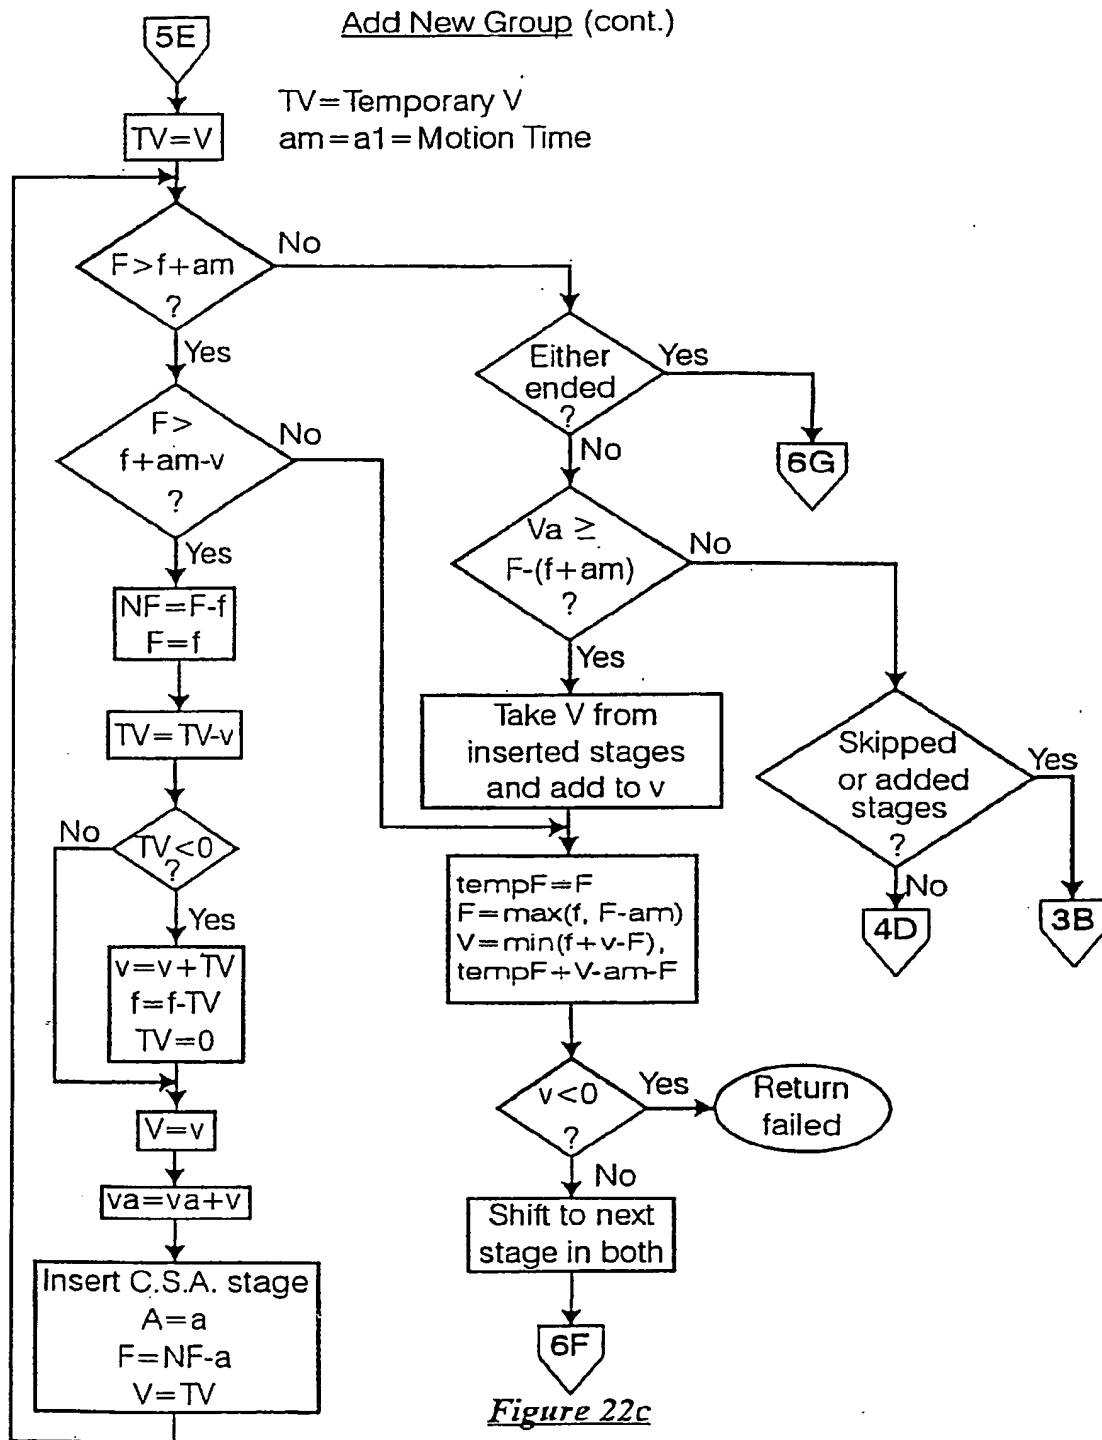 Add New Group (cont.)
5E
TV=Temporary V
am=a1=Motion Time
TV=V
F>f+am
?
No
Yes
F>
f+am-v
?
No
Yes
NF=F-f
F=f
TV=TV-v
TV<0
?
No
Yes
v=v+TV
f=f-TV
TV=0
V=v
va=va+v
Insert C.S.A. stage
A=a
F=NF-a
V=TV
Either
ended
?
Yes
6G
No
Va ≥
F-(f+am)
?
No
Yes
Take V from
inserted stages
and add to v
Skipped
or added
stages
?
Yes
3B
No
4D
tempF=F
F=max(f, F-am)
V=min(f+v-F),
tempF+V-am-F
v<0
?
Yes
Return
failed
No
Shift to next
stage in both
6F
Figure 22c